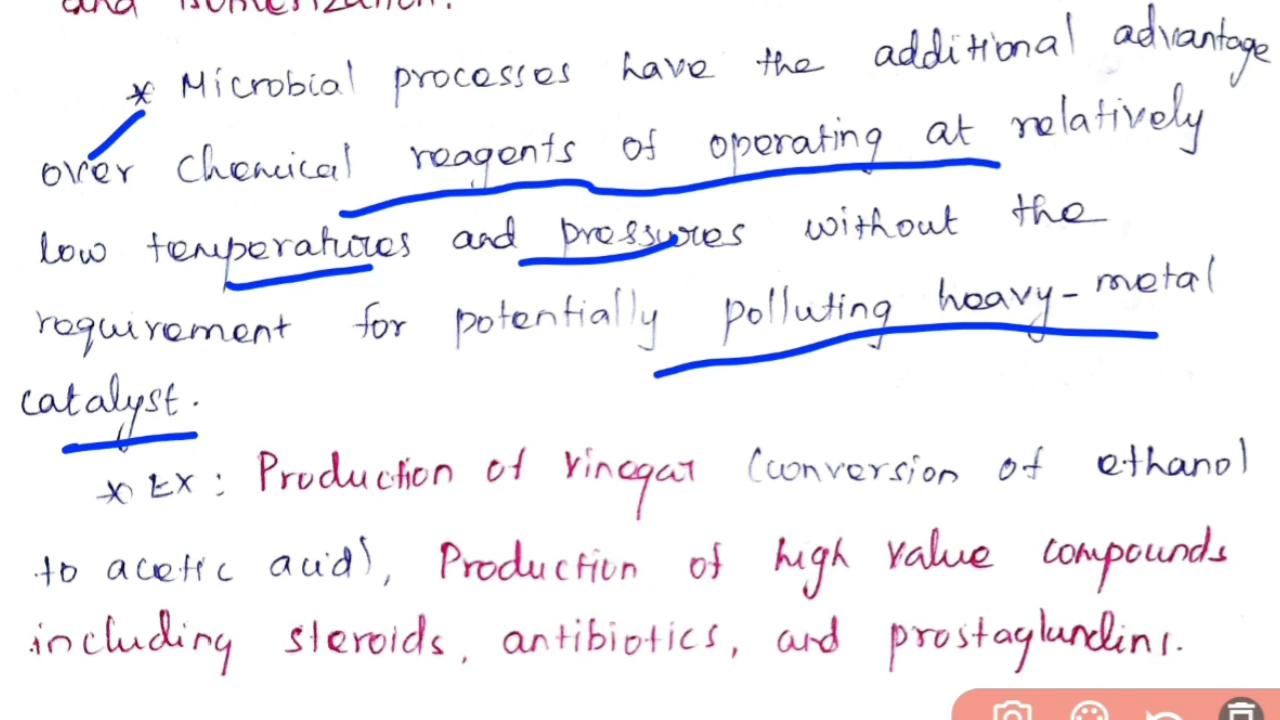 and isomerization.
* Microbial processes have the additional advantage
over chemical reagents of operating at relatively
low temperatures and pressures without the
requirement for potentially polluting heavy-metal
catalyst.
* Ex: Production of vinegar (conversion of ethanol
to acetic acid), Production of high value compounds
including steroids, antibiotics, and prostaglandins.